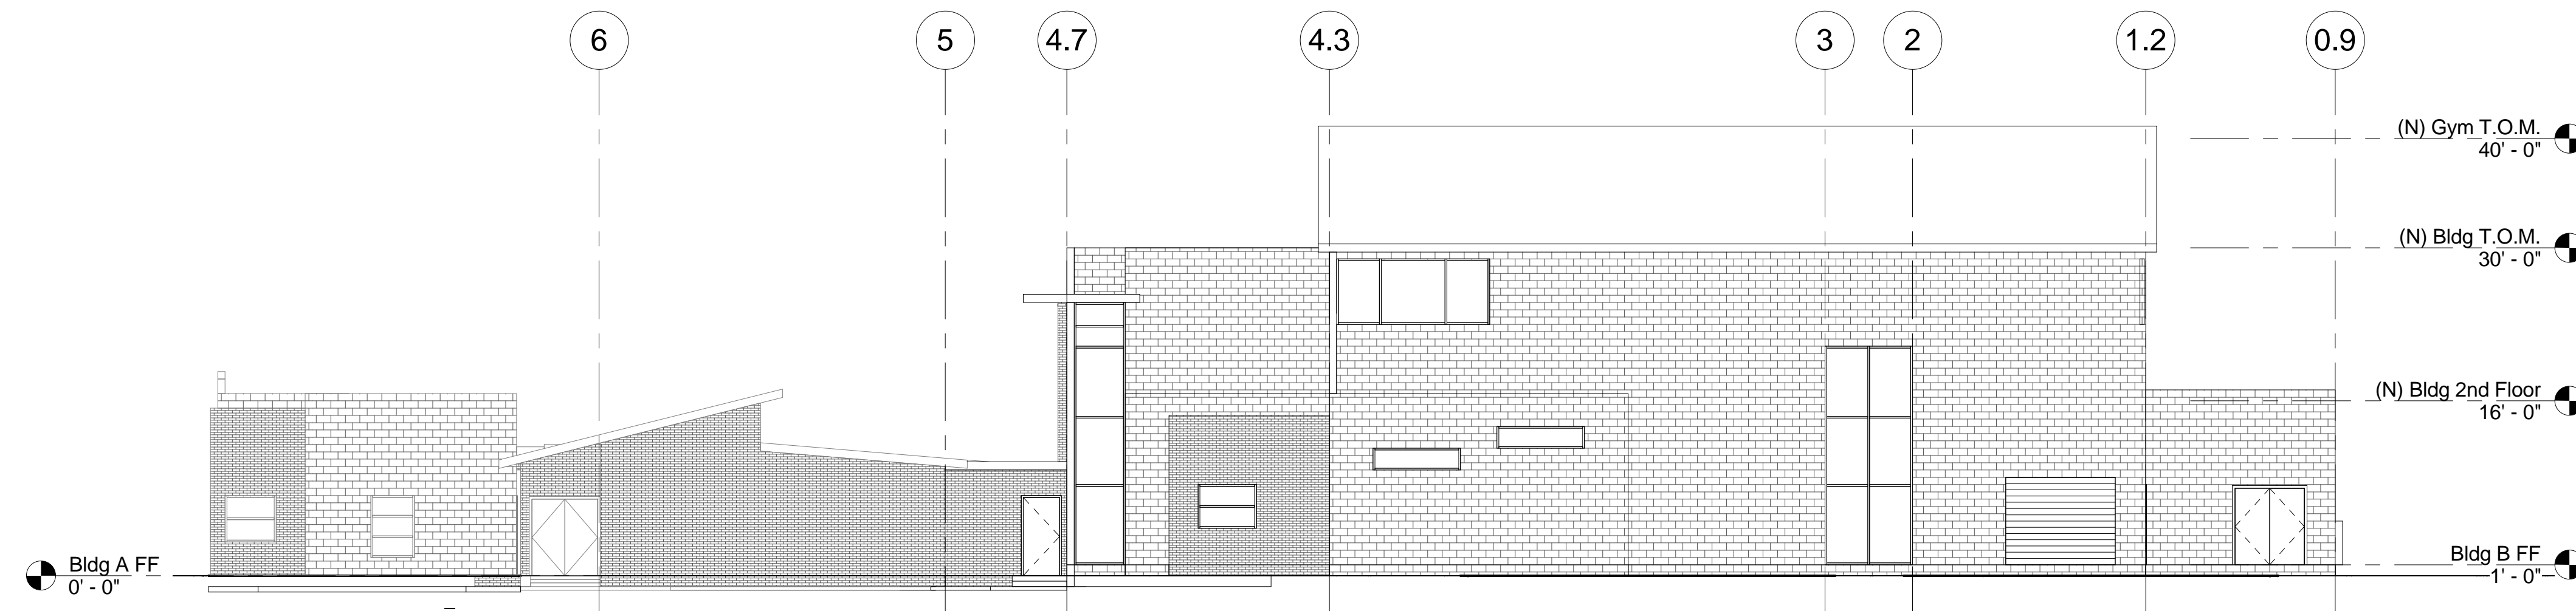 6
5
4.7
4.3
3
2
1.2
0.9
(N) Gym T.O.M.
40' - 0"
(N) Bldg T.O.M.
30' - 0"
(N) Bldg 2nd Floor
16' - 0"
Bldg A FF
0' - 0"
Bldg B FF
1' - 0"